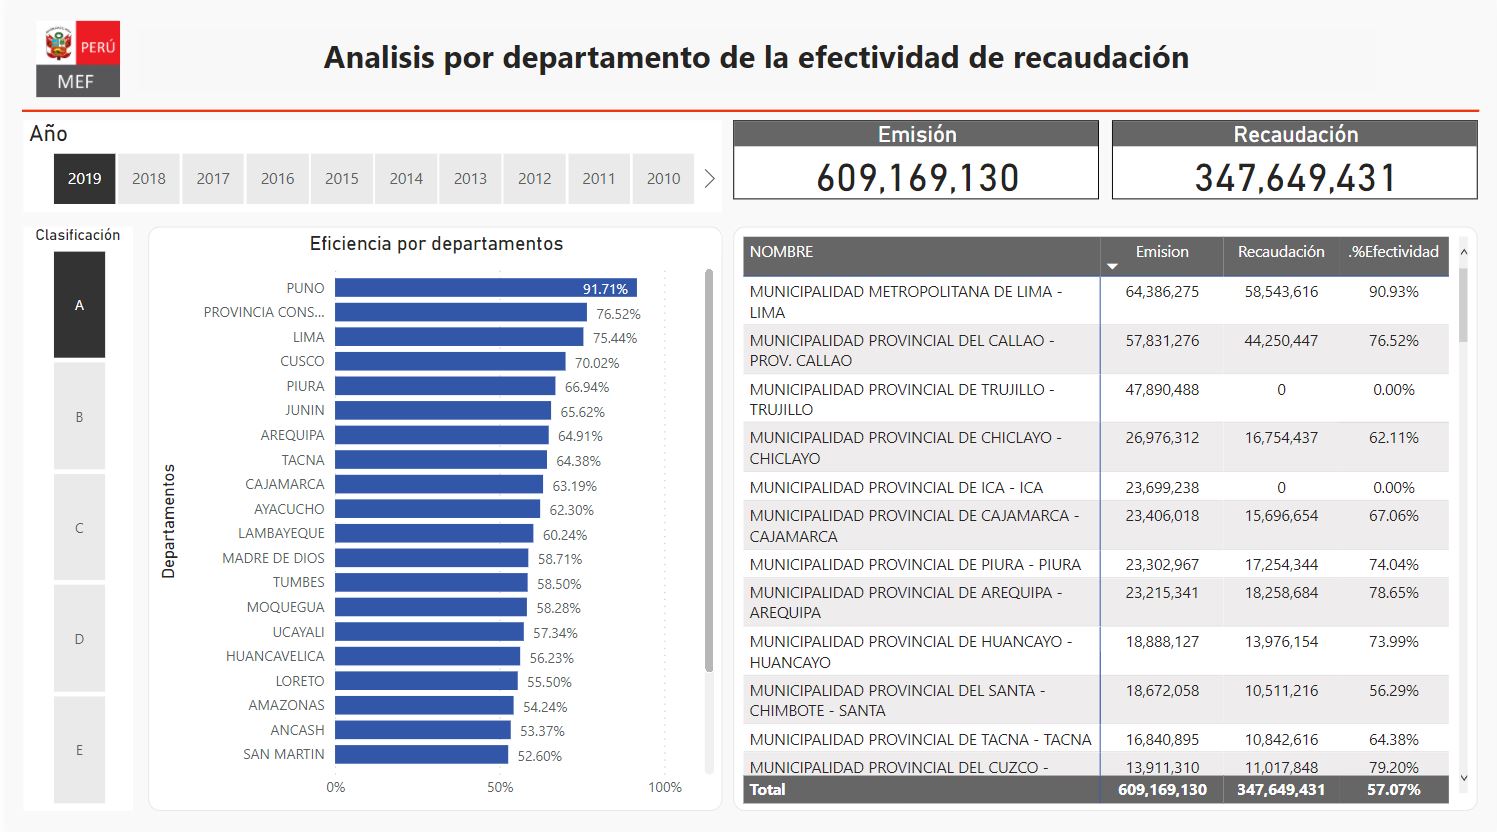 PERÚ
MEF
Analisis por departamento de la efectividad de recaudación
Año
2019 2018 2017 2016 2015 2014 2013 2012 2011 2010
Emisión
609,169,130
Recaudación
347,649,431
Clasificación
A
B
C
D
E
Eficiencia por departamentos
Departamentos
PUNO 91.71%
PROVINCIA CONS... 76.52%
LIMA 75.44%
CUSCO 70.02%
PIURA 66.94%
JUNIN 65.62%
AREQUIPA 64.91%
TACNA 64.38%
CAJAMARCA 63.19%
AYACUCHO 62.30%
LAMBAYEQUE 60.24%
MADRE DE DIOS 58.71%
TUMBES 58.50%
MOQUEGUA 58.28%
UCAYALI 57.34%
HUANCAVELICA 56.23%
LORETO 55.50%
AMAZONAS 54.24%
ANCASH 53.37%
SAN MARTIN 52.60%
0% 50% 100%
NOMBRE Emision Recaudación .%Efectividad
MUNICIPALIDAD METROPOLITANA DE LIMA - 64,386,275 58,543,616 90.93%
LIMA
MUNICIPALIDAD PROVINCIAL DEL CALLAO - 57,831,276 44,250,447 76.52%
PROV. CALLAO
MUNICIPALIDAD PROVINCIAL DE TRUJILLO - 47,890,488 0 0.00%
TRUJILLO
MUNICIPALIDAD PROVINCIAL DE CHICLAYO - 26,976,312 16,754,437 62.11%
CHICLAYO
MUNICIPALIDAD PROVINCIAL DE ICA - ICA 23,699,238 0 0.00%
MUNICIPALIDAD PROVINCIAL DE CAJAMARCA - 23,406,018 15,696,654 67.06%
CAJAMARCA
MUNICIPALIDAD PROVINCIAL DE PIURA - PIURA 23,302,967 17,254,344 74.04%
MUNICIPALIDAD PROVINCIAL DE AREQUIPA - 23,215,341 18,258,684 78.65%
AREQUIPA
MUNICIPALIDAD PROVINCIAL DE HUANCAYO - 18,888,127 13,976,154 73.99%
HUANCAYO
MUNICIPALIDAD PROVINCIAL DEL SANTA - 18,672,058 10,511,216 56.29%
CHIMBOTE - SANTA
MUNICIPALIDAD PROVINCIAL DE TACNA - TACNA 16,840,895 10,842,616 64.38%
MUNICIPALIDAD PROVINCIAL DEL CUZCO - 13,911,310 11,017,848 79.20%
Total 609,169,130 347,649,431 57.07%